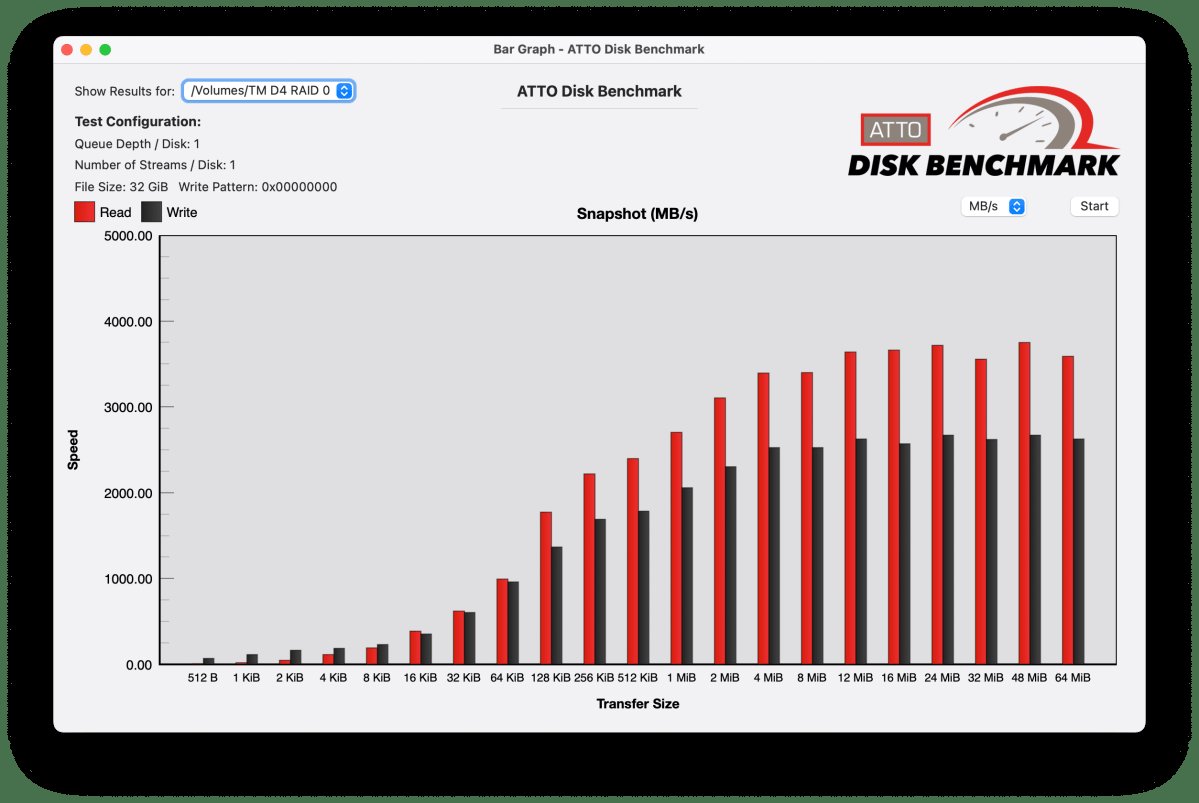 Bar Graph - ATTO Disk Benchmark
Show Results for: /Volumes/TM D4 RAID 0
ATTO Disk Benchmark
Test Configuration:
Queue Depth / Disk: 1
Number of Streams / Disk: 1
File Size: 32 GiB Write Pattern: 0x00000000
ATTO
DISK BENCHMARK
Read Write
Snapshot (MB/s)
MB/s
Start
5000.00
4000.00
3000.00
2000.00
1000.00
0.00
Speed
512 B 1 KiB 2 KiB 4 KiB 8 KiB 16 KiB 32 KiB 64 KiB 128 KiB 256 KiB 512 KiB 1 MiB 2 MiB 4 MiB 8 MiB 12 MiB 16 MiB 24 MiB 32 MiB 48 MiB 64 MiB
Transfer Size